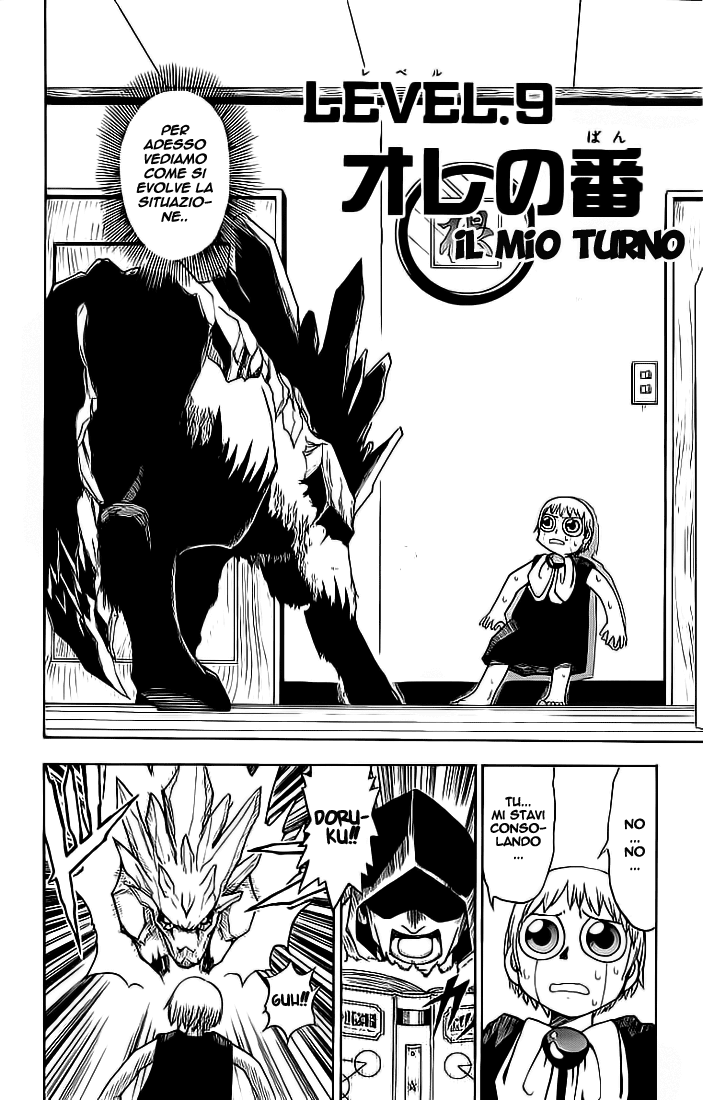 レベル
LEVEL.9
ばん
オレの番
iL MiO TURNO
PER
ADESSO
VEDIAMO
COME SI
EVOLVE LA
SITUAZIO-
NE..
NO
...
NO...
TU...
MI STAVI
CONSO-
LANDO
...
DORU-
KU!!
GUH!!